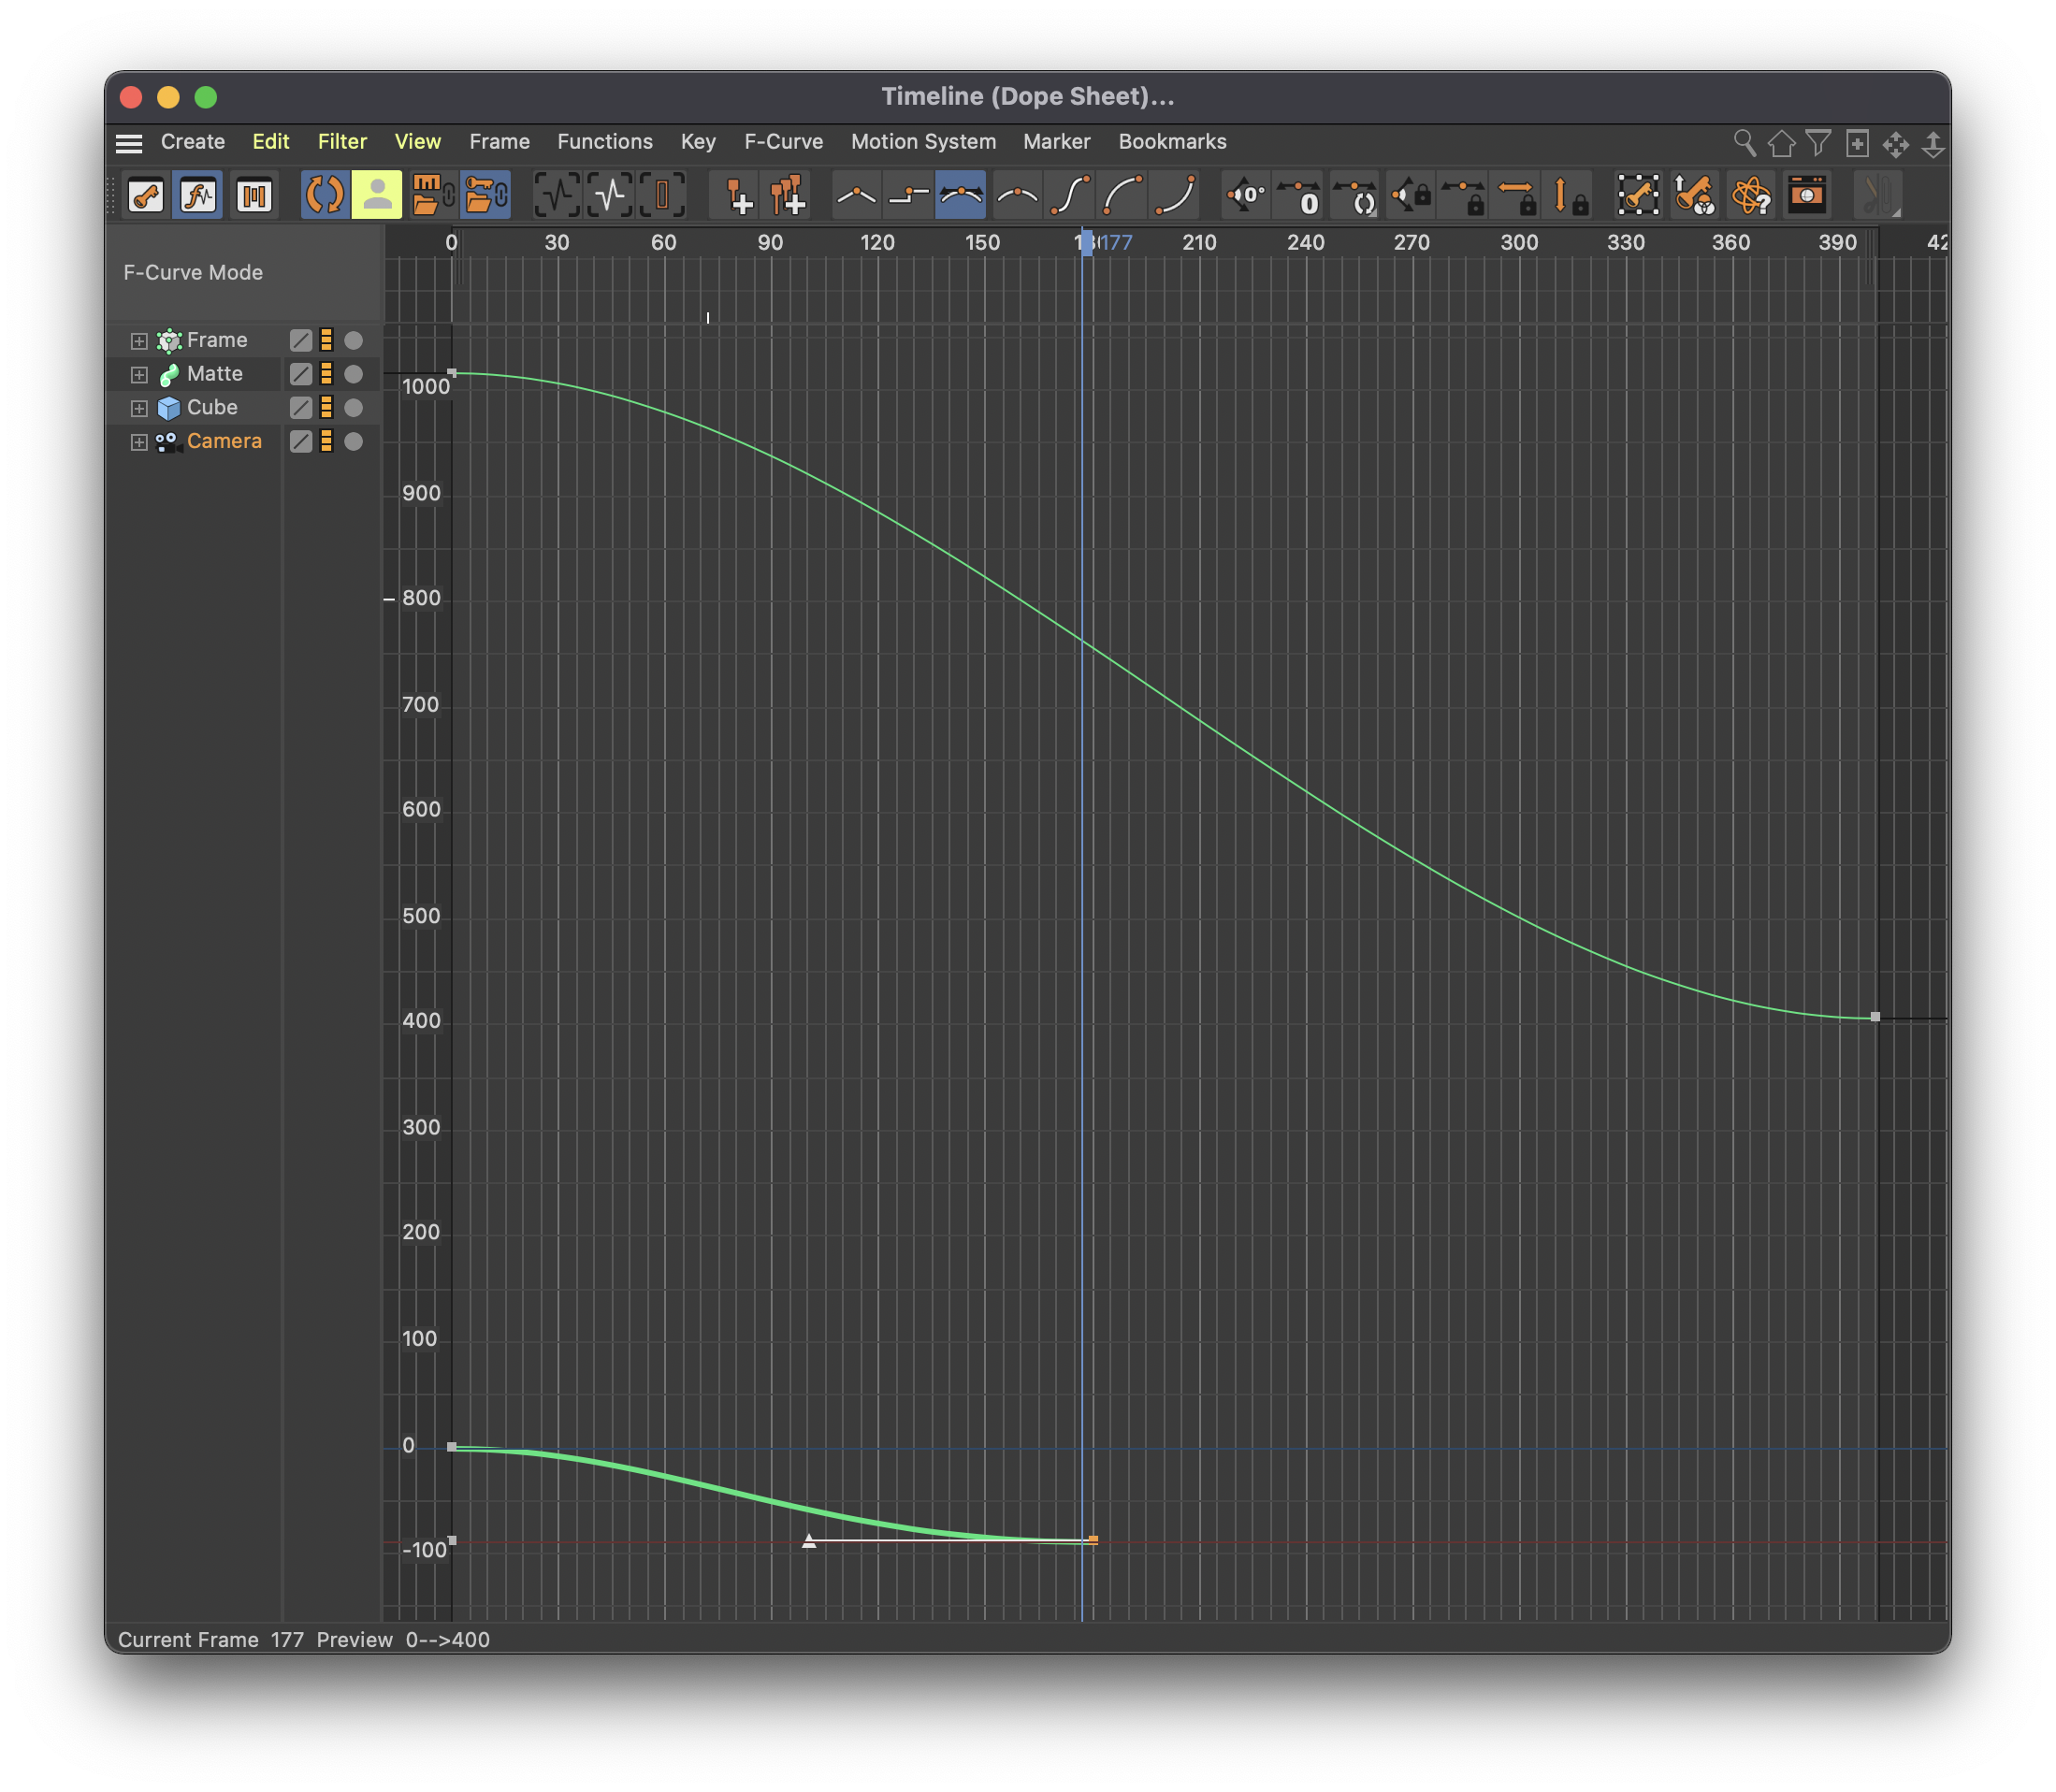 Timeline (Dope Sheet)...
Create Edit Filter View Frame Functions Key F-Curve Motion System Marker Bookmarks
0° 0 ?
F-Curve Mode
0 30 60 90 120 150 177 210 240 270 300 330 360 390 42
Frame
Matte
Cube
Camera
1000
900
800
700
600
500
400
300
200
100
0
-100
Current Frame 177 Preview 0-->400